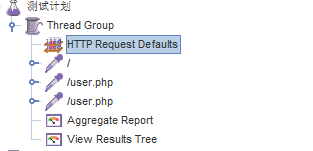 测试计划
Thread Group
HTTP Request Defaults
/
/user.php
/user.php
Aggregate Report
View Results Tree